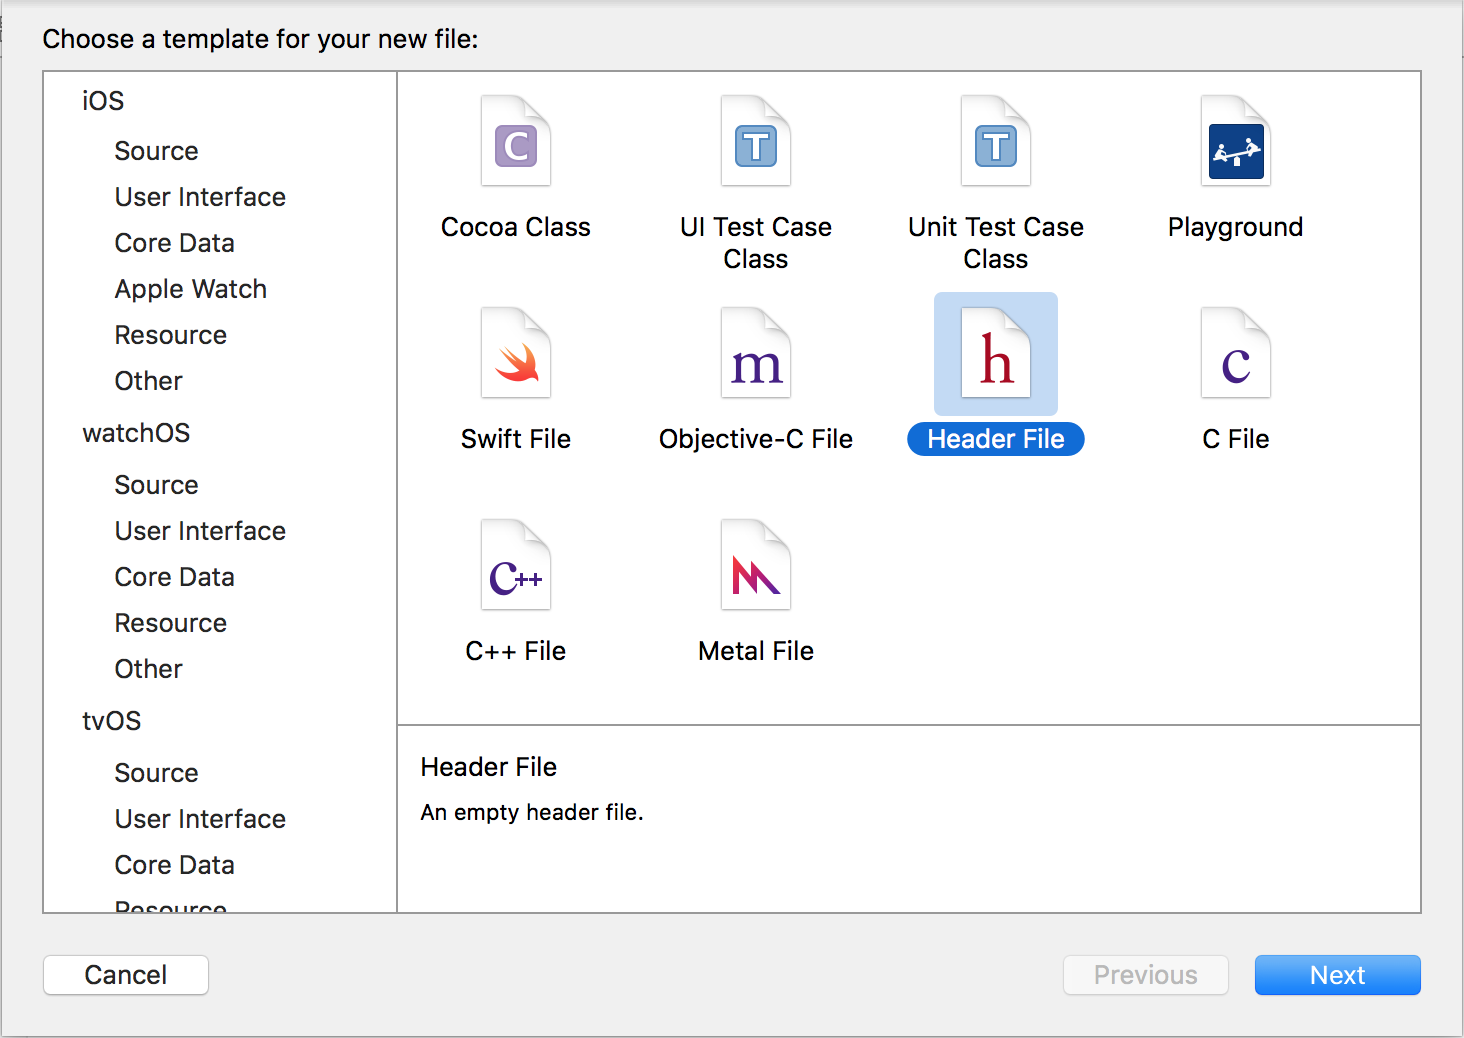 Choose a template for your new file:
iOS
Source
User Interface
Core Data
Apple Watch
Resource
Other
watchOS
Source
User Interface
Core Data
Resource
Other
tvOS
Source
User Interface
Core Data
Resource
C
Cocoa Class
T
UI Test Case
Class
T
Unit Test Case
Class
Playground
Swift File
m
Objective-C File
h
Header File
c
C File
C++
C++ File
Metal File
Header File
An empty header file.
Cancel
Previous
Next